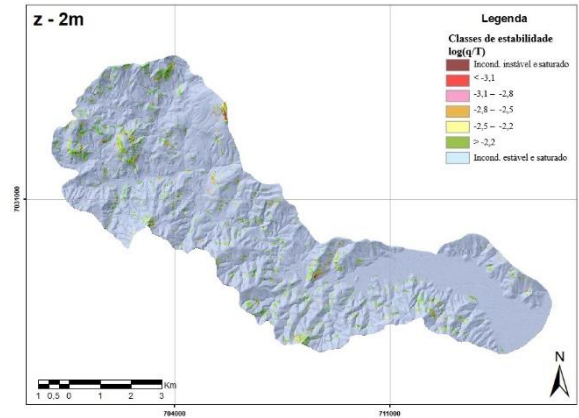 z - 2m
Legenda
Classes de estabilidade
log(q/T)
Incond. instável e saturado
< -3,1
-3,1 – -2,8
-2,8 – -2,5
-2,5 – -2,2
> -2,2
Incond. estável e saturado
7031000
N
Km
1 0,5 0 1 2 3
704000
711000